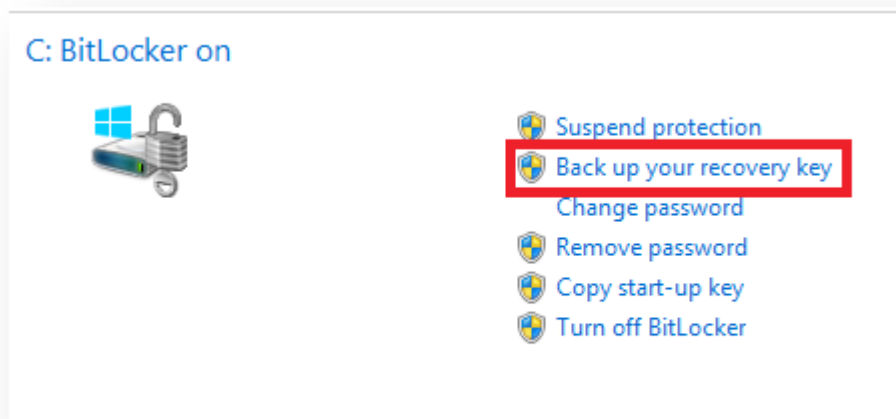 C: BitLocker on
Suspend protection
Back up your recovery key
Change password
Remove password
Copy start-up key
Turn off BitLocker